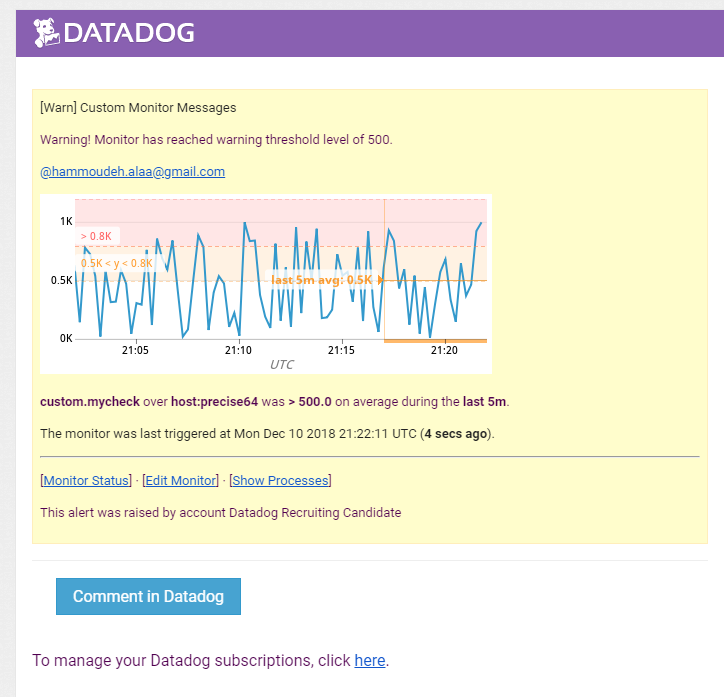 DATADOG
[Warn] Custom Monitor Messages
Warning! Monitor has reached warning threshold level of 500.
@hammoudeh.alaa@gmail.com
1K
> 0.8K
0.5K < y < 0.8K
0.5K
last 5m avg: 0.5K
0K
21:05 21:10 21:15 21:20
UTC
custom.mycheck over host:precise64 was > 500.0 on average during the last 5m.
The monitor was last triggered at Mon Dec 10 2018 21:22:11 UTC (4 secs ago).
[Monitor Status] · [Edit Monitor] · [Show Processes]
This alert was raised by account Datadog Recruiting Candidate
Comment in Datadog
To manage your Datadog subscriptions, click here.